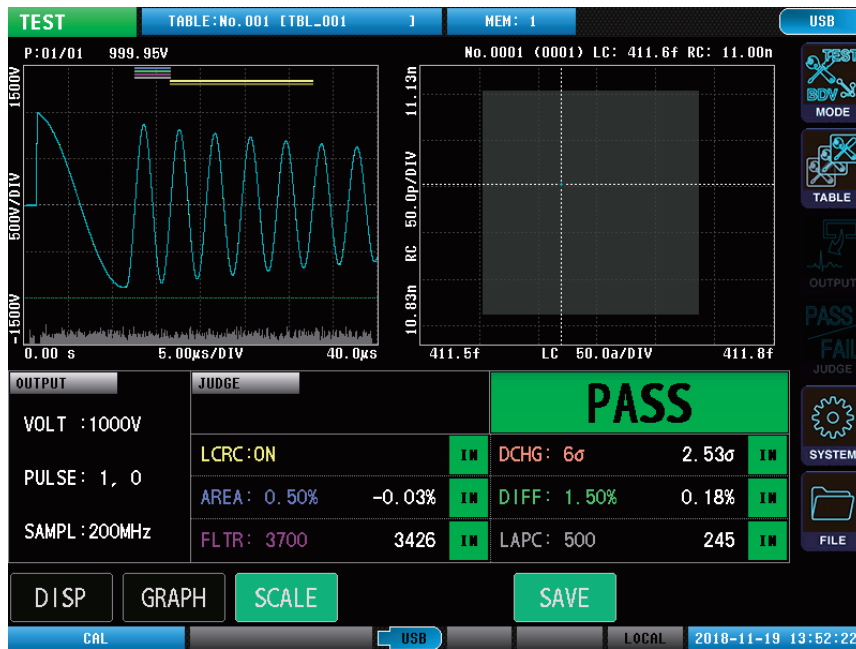 TEST TABLE:No.001 [TBL_001 ] MEM: 1 USB
P:01/01 999.95V No.0001 (0001) LC: 411.6f RC: 11.00n
1500V
500V/DIV
-1500V
0.00 s 5.00µs/DIV 40.0µs
11.13n
RC 50.0p/DIV
10.83n
411.5f LC 50.0a/DIV 411.8f
TEST
BDV
MODE
TABLE
OUTPUT
PASS
FAIL
JUDGE
SYSTEM
FILE
OUTPUT
VOLT :1000V
PULSE: 1, 0
SAMPL:200MHz
JUDGE
PASS
LCRC:ON IN DCHG: 6σ 2.53σ IN
AREA: 0.50% -0.03% IN DIFF: 1.50% 0.18% IN
FLTR: 3700 3426 IN LAPC: 500 245 IN
DISP GRAPH SCALE SAVE
CAL USB LOCAL 2018-11-19 13:52:22